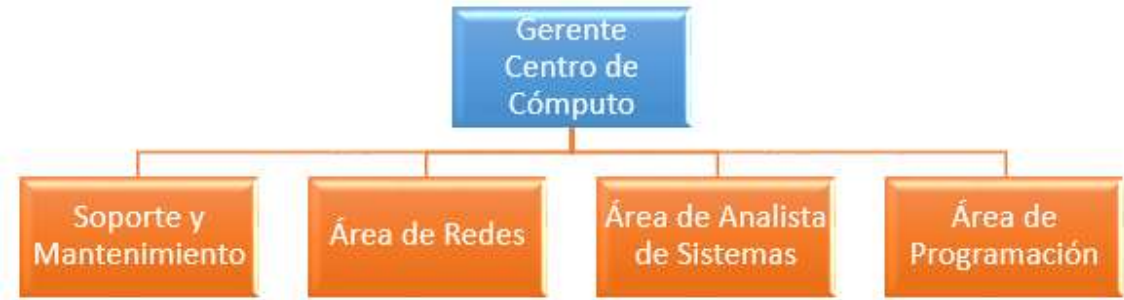 Gerente
Centro de
Cómputo
Soporte y
Mantenimiento
Área de Redes
Área de Analista
de Sistemas
Área de
Programación